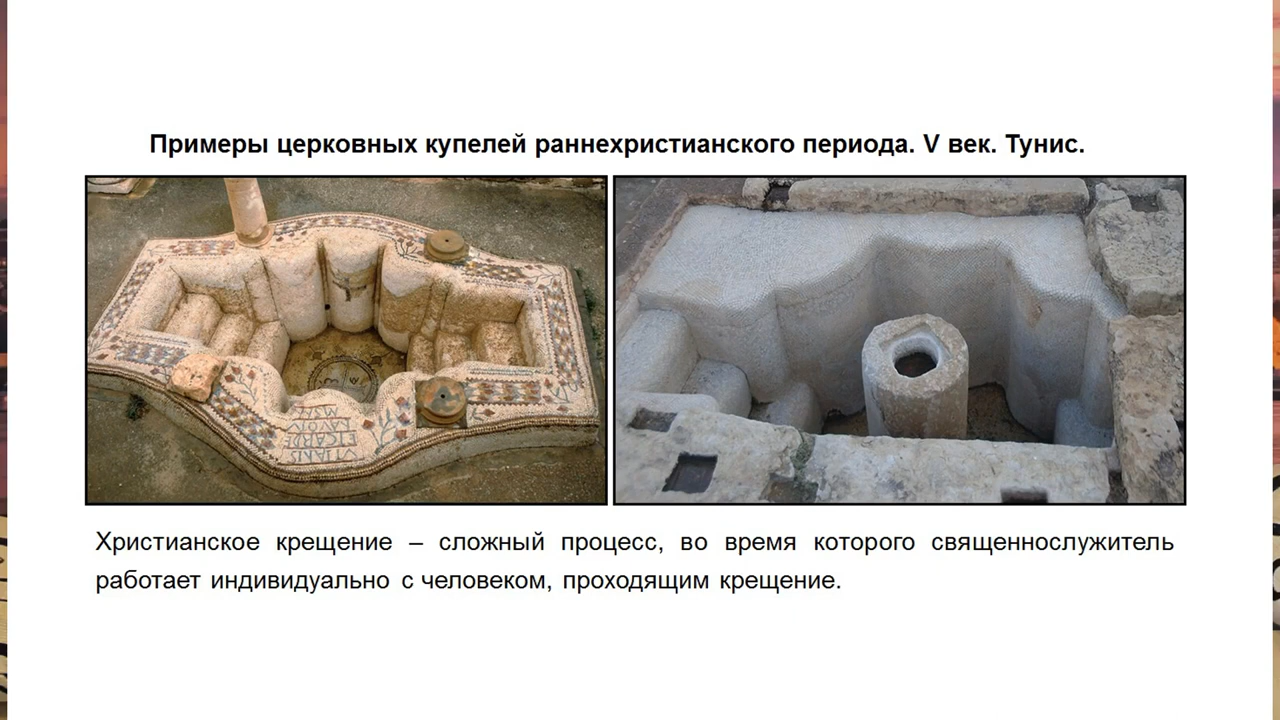 Примеры церковных купелей раннехристианского периода. V век. Тунис.
Христианское крещение – сложный процесс, во время которого священнослужитель
работает индивидуально с человеком, проходящим крещение.